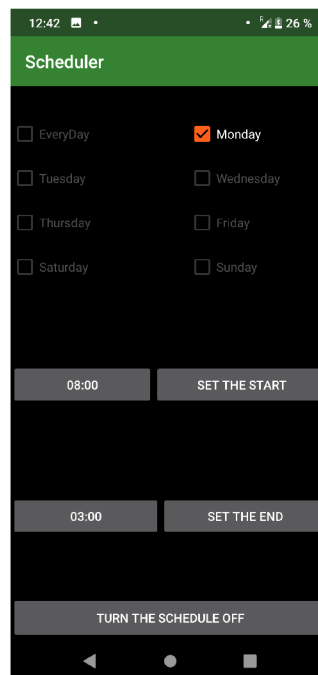 12:42 R 26 %
Scheduler
EveryDay Monday
Tuesday Wednesday
Thursday Friday
Saturday Sunday
08:00 SET THE START
03:00 SET THE END
TURN THE SCHEDULE OFF